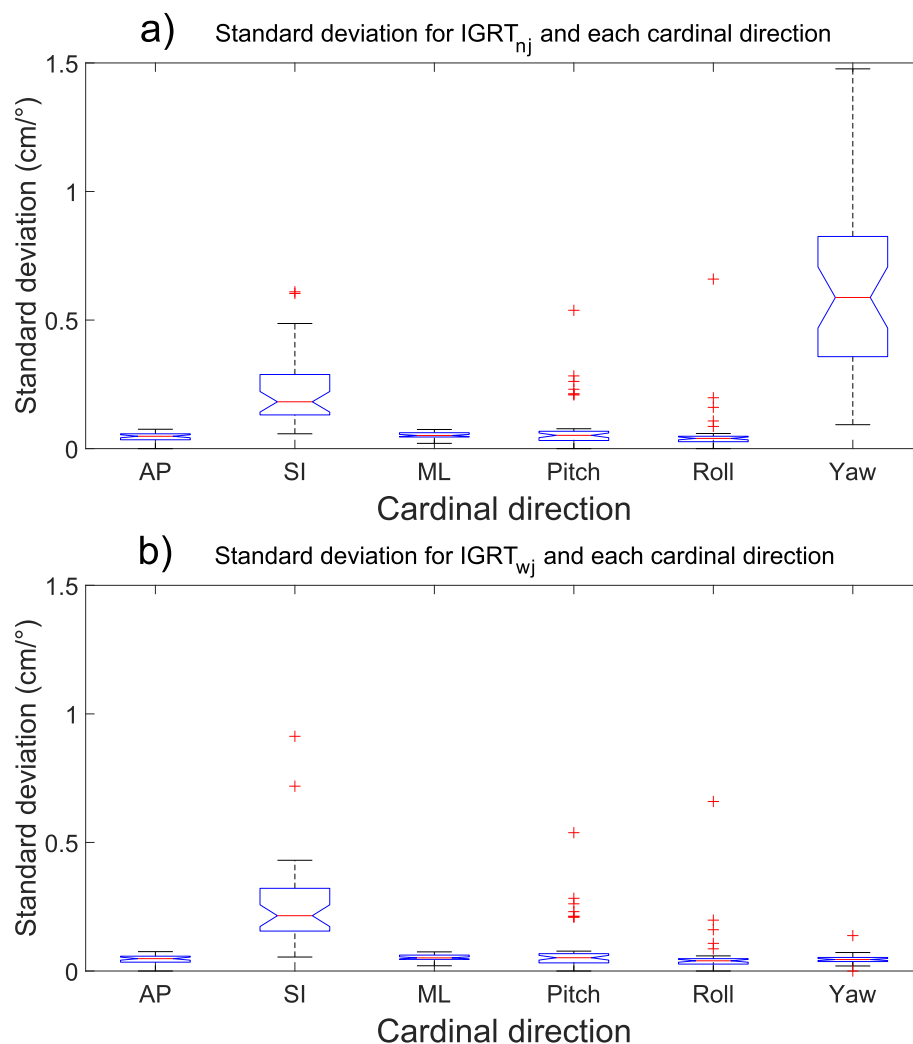 a) Standard deviation for IGRTnj and each cardinal direction
1.5
1
0.5
0
Standard deviation (cm/°)
AP SI ML Pitch Roll Yaw
Cardinal direction
b) Standard deviation for IGRTwj and each cardinal direction
1.5
1
0.5
0
Standard deviation (cm/°)
AP SI ML Pitch Roll Yaw
Cardinal direction